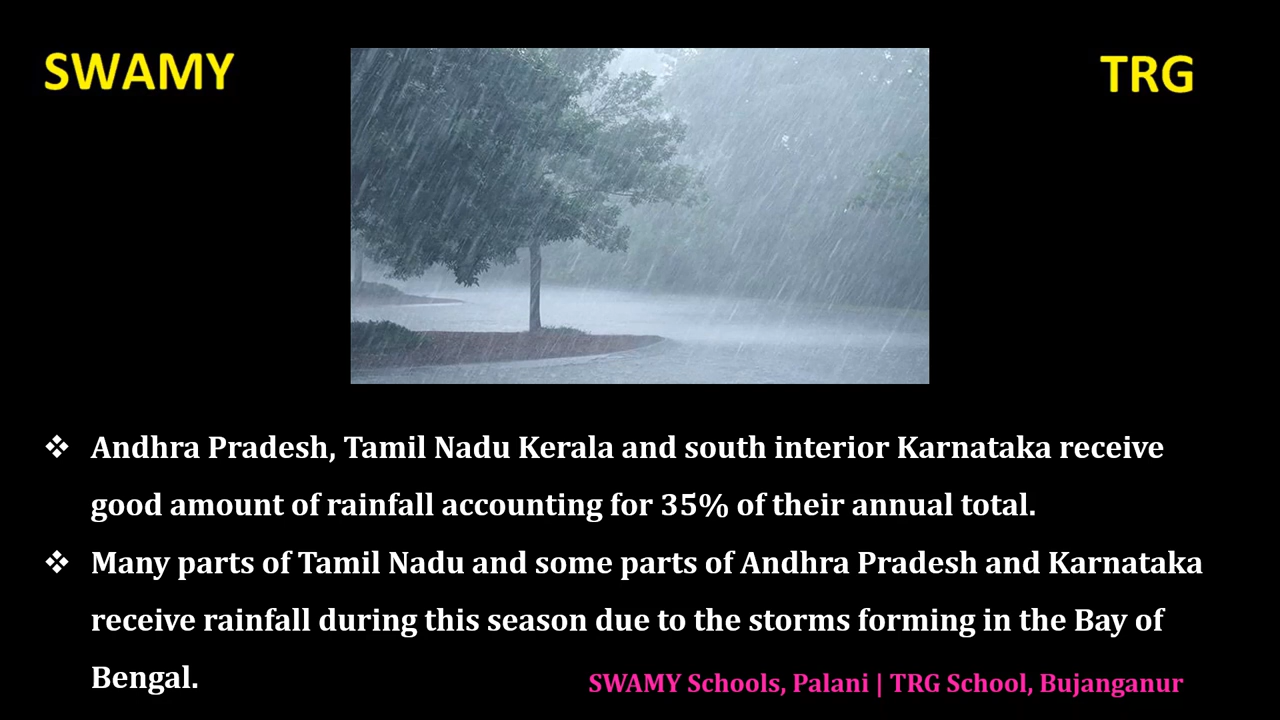 SWAMY
TRG
❖ Andhra Pradesh, Tamil Nadu Kerala and south interior Karnataka receive
good amount of rainfall accounting for 35% of their annual total.
❖ Many parts of Tamil Nadu and some parts of Andhra Pradesh and Karnataka
receive rainfall during this season due to the storms forming in the Bay of
Bengal.
SWAMY Schools, Palani | TRG School, Bujanganur